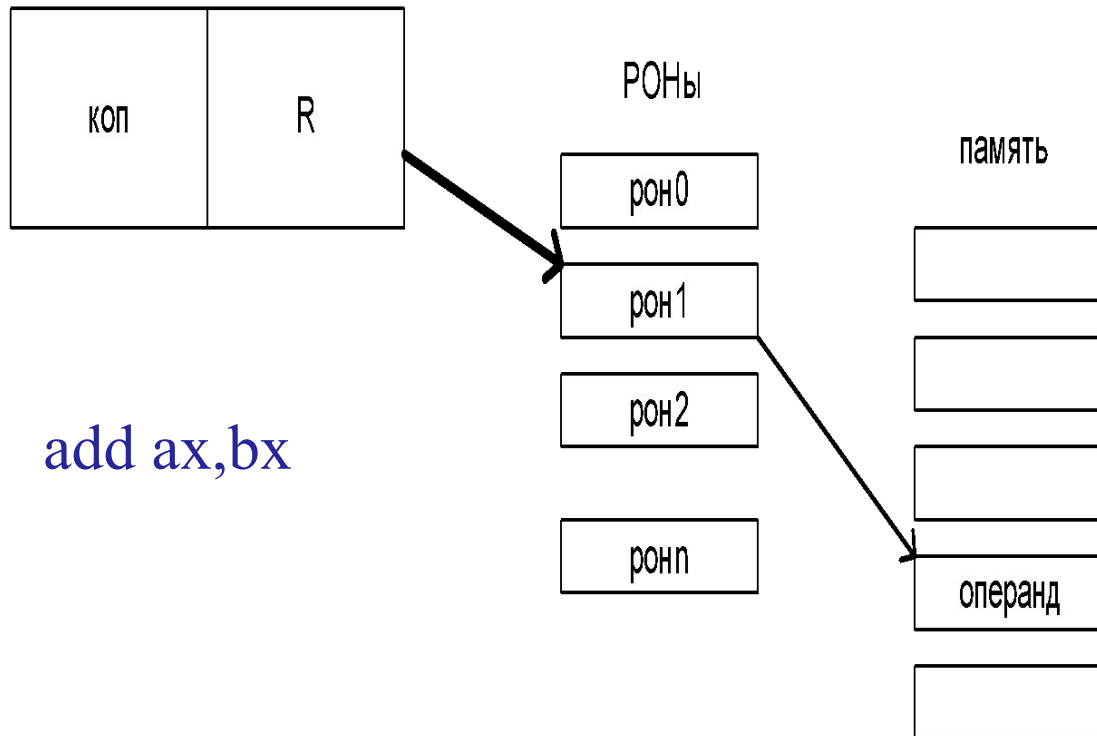 коп
R
РОНы
память
рон0
рон1
рон2
ронn
операнд
add ax,bx